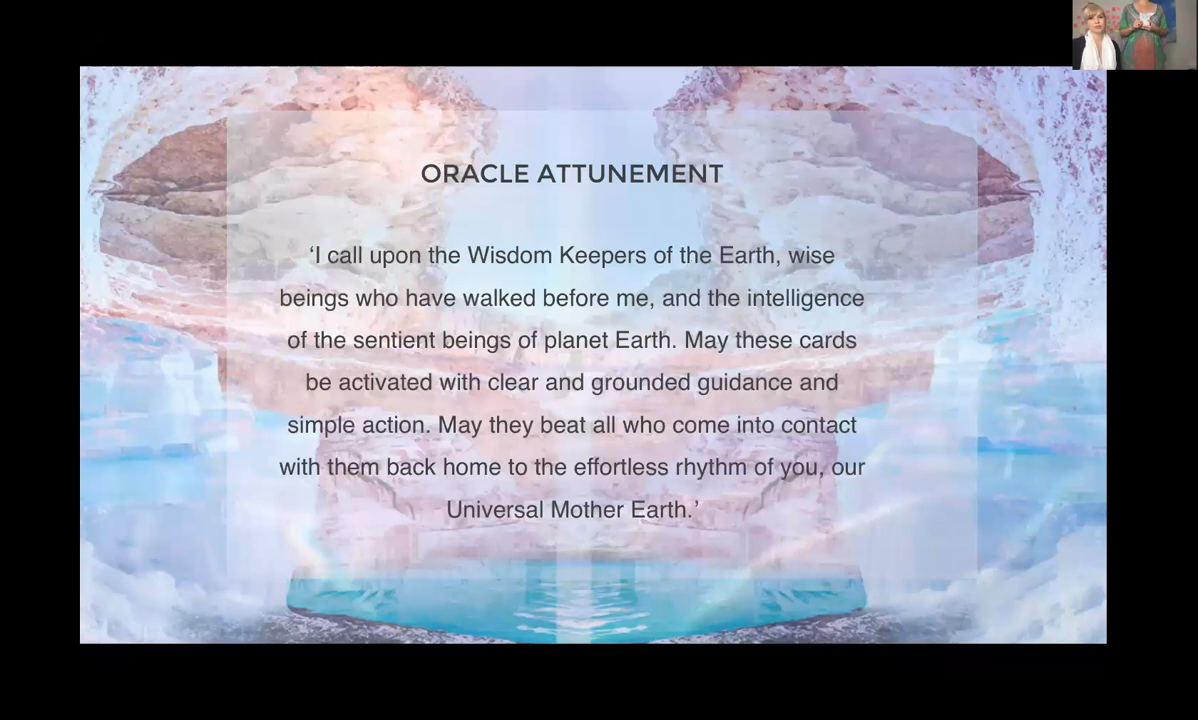 ORACLE ATTUNEMENT
‘I call upon the Wisdom Keepers of the Earth, wise
beings who have walked before me, and the intelligence
of the sentient beings of planet Earth. May these cards
be activated with clear and grounded guidance and
simple action. May they beat all who come into contact
with them back home to the effortless rhythm of you, our
Universal Mother Earth.’